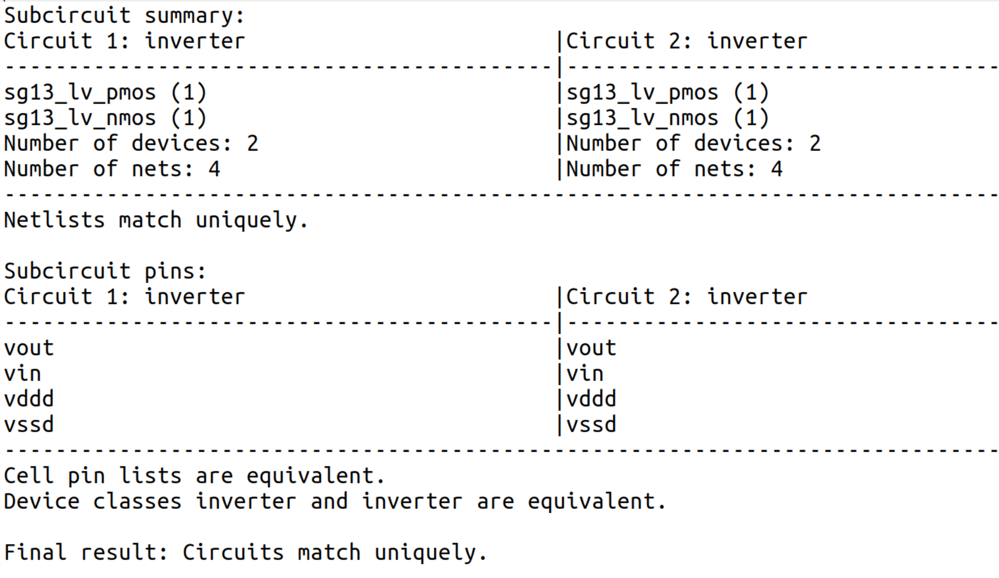 Subcircuit summary:
Circuit 1: inverter                        |Circuit 2: inverter
-------------------------------------------|----------------------------------
sg13_lv_pmos (1)                           |sg13_lv_pmos (1)
sg13_lv_nmos (1)                           |sg13_lv_nmos (1)
Number of devices: 2                       |Number of devices: 2
Number of nets: 4                          |Number of nets: 4
------------------------------------------------------------------------------
Netlists match uniquely.

Subcircuit pins:
Circuit 1: inverter                        |Circuit 2: inverter
-------------------------------------------|----------------------------------
vout                                       |vout
vin                                        |vin
vddd                                       |vddd
vssd                                       |vssd
------------------------------------------------------------------------------
Cell pin lists are equivalent.
Device classes inverter and inverter are equivalent.

Final result: Circuits match uniquely.